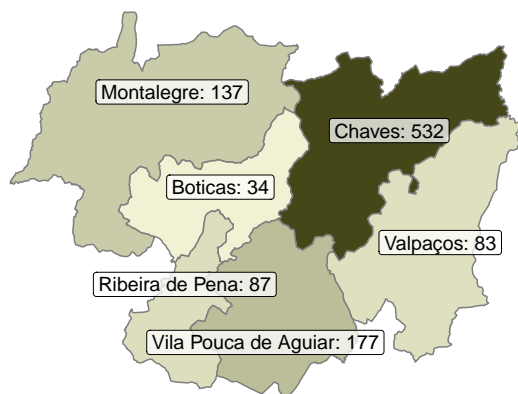 Montalegre: 137
Chaves: 532
Boticas: 34
Valpaços: 83
Ribeira de Pena: 87
Vila Pouca de Aguiar: 177